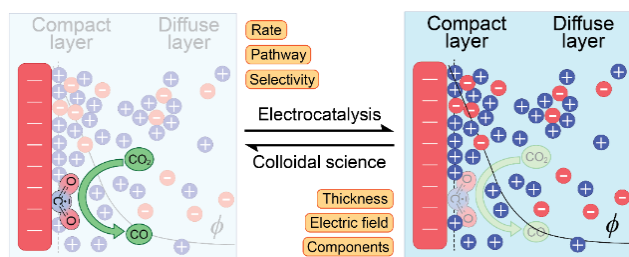 Compact
layer
Diffuse
layer
Rate
Pathway
Selectivity
Electrocatalysis
Colloidal science
Thickness
Electric field
Components
CO₂
O
C
O
CO
ϕ
Compact
layer
Diffuse
layer
CO₂
O
C
O
CO
ϕ